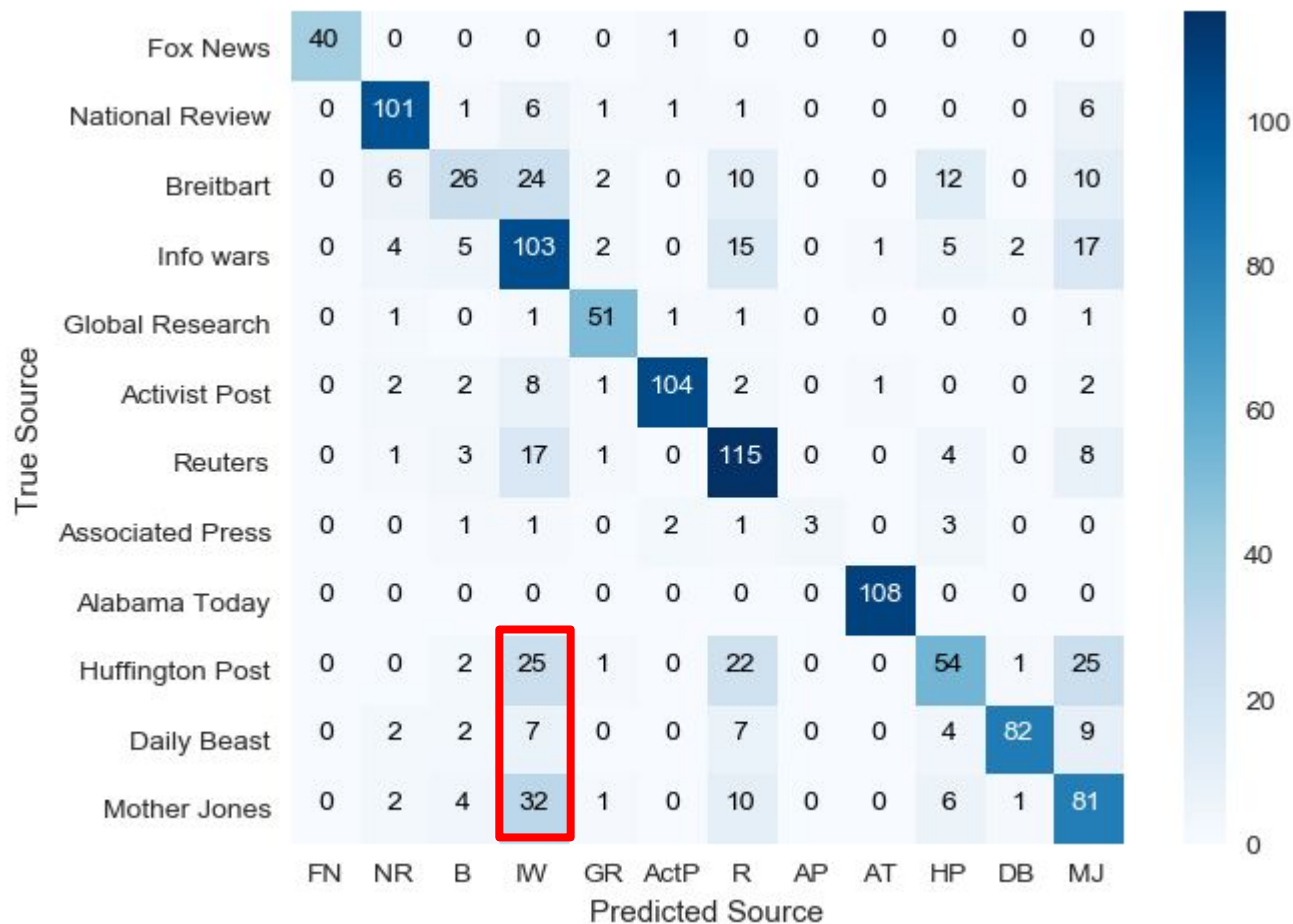 Fox News 40 0 0 0 0 1 0 0 0 0 0 0
National Review 0 101 1 6 1 1 1 0 0 0 0 6
Breitbart 0 6 26 24 2 0 10 0 0 12 0 10
Info wars 0 4 5 103 2 0 15 0 1 5 2 17
Global Research 0 1 0 1 51 1 1 0 0 0 0 1
Activist Post 0 2 2 8 1 104 2 0 1 0 0 2
Reuters 0 1 3 17 1 0 115 0 0 4 0 8
Associated Press 0 0 1 1 0 2 1 3 0 3 0 0
Alabama Today 0 0 0 0 0 0 0 0 108 0 0 0
Huffington Post 0 0 2 25 1 0 22 0 0 54 1 25
Daily Beast 0 2 2 7 0 0 7 0 0 4 82 9
Mother Jones 0 2 4 32 1 0 10 0 0 6 1 81
FN NR B IW GR ActP R AP AT HP DB MJ
Predicted Source
True Source
100
80
60
40
20
0